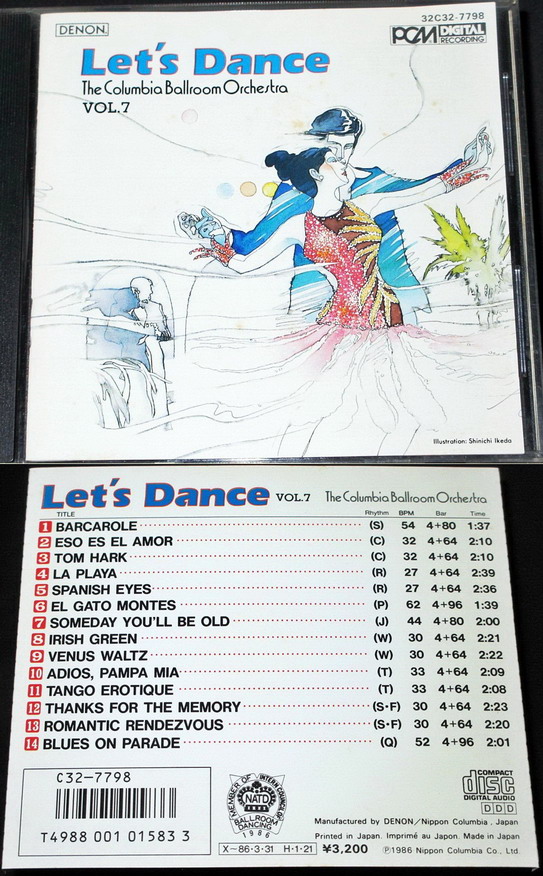 DENON
32C32-7798
PCM DIGITAL RECORDING
Let's Dance
The Columbia Ballroom Orchestra
VOL.7
Illustration: Shinichi Ikeda
Let's Dance VOL.7 The Columbia Ballroom Orchestra
TITLE Rhythm BPM Bar Time
1 BARCAROLE (S) 54 4+80 1:37
2 ESO ES EL AMOR (C) 32 4+64 2:10
3 TOM HARK (C) 32 4+64 2:10
4 LA PLAYA (R) 27 4+64 2:39
5 SPANISH EYES (R) 27 4+64 2:36
6 EL GATO MONTES (P) 62 4+96 1:39
7 SOMEDAY YOU'LL BE OLD (J) 44 4+80 2:00
8 IRISH GREEN (W) 30 4+64 2:21
9 VENUS WALTZ (W) 30 4+64 2:22
10 ADIOS, PAMPA MIA (T) 33 4+64 2:09
11 TANGO EROTIQUE (T) 33 4+64 2:08
12 THANKS FOR THE MEMORY (S·F) 30 4+64 2:23
13 ROMANTIC RENDEZVOUS (S·F) 30 4+64 2:20
14 BLUES ON PARADE (Q) 52 4+96 2:01
C32-7798
T4988 001 01583 3
MEMBER OF INTERN COUNCIL OF
NATD
BALLROOM DANCING
1986
X-86·3·31 H·1·21 ¥3,200
COMPACT disc DIGITAL AUDIO
DDD
Manufactured by DENON/Nippon Columbia, Japan
Printed in Japan. Imprimé au Japon. Made in Japan
℗1986 Nippon Columbia Co., Ltd.